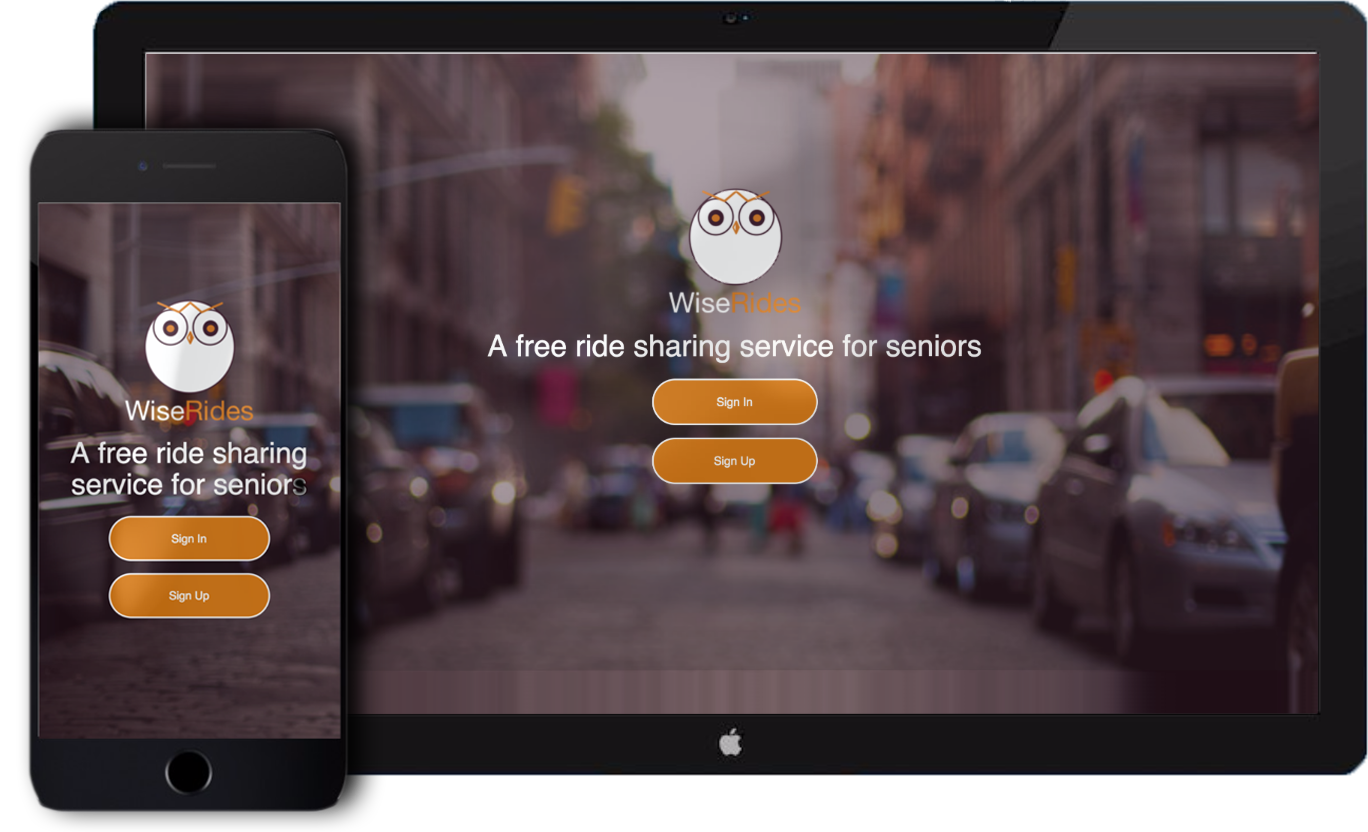 WiseRides
A free ride sharing
service for seniors
Sign In
Sign Up
WiseRides
A free ride sharing service for seniors
Sign In
Sign Up